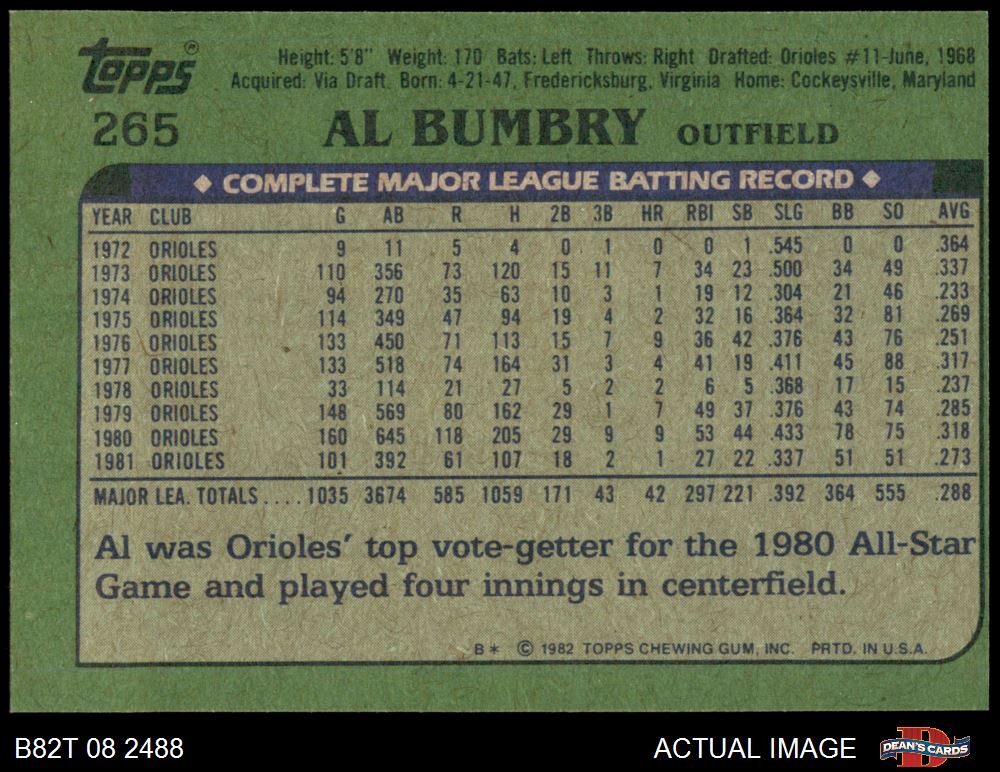 topps®
Height: 5'8" Weight: 170 Bats: Left Throws: Right Drafted: Orioles #11-June, 1968
Acquired: Via Draft. Born: 4-21-47, Fredericksburg, Virginia Home: Cockeysville, Maryland
265 AL BUMBRY OUTFIELD
◆ COMPLETE MAJOR LEAGUE BATTING RECORD ◆
YEAR CLUB G AB R H 2B 3B HR RBI SB SLG BB SO AVG
1972 ORIOLES 9 11 5 4 0 1 0 0 1 .545 0 0 .364
1973 ORIOLES 110 356 73 120 15 11 7 34 23 .500 34 49 .337
1974 ORIOLES 94 270 35 63 10 3 1 19 12 .304 21 46 .233
1975 ORIOLES 114 349 47 94 19 4 2 32 16 .364 32 81 .269
1976 ORIOLES 133 450 71 113 15 7 9 36 42 .376 43 76 .251
1977 ORIOLES 133 518 74 164 31 3 4 41 19 .411 45 88 .317
1978 ORIOLES 33 114 21 27 5 2 2 6 5 .368 17 15 .237
1979 ORIOLES 148 569 80 162 29 1 7 49 37 .376 43 74 .285
1980 ORIOLES 160 645 118 205 29 9 9 53 44 .433 78 75 .318
1981 ORIOLES 101 392 61 107 18 2 1 27 22 .337 51 51 .273
MAJOR LEA. TOTALS .... 1035 3674 585 1059 171 43 42 297 221 .392 364 555 .288
Al was Orioles' top vote-getter for the 1980 All-Star
Game and played four innings in centerfield.
B* © 1982 TOPPS CHEWING GUM, INC. PRTD. IN U.S.A.
B82T 08 2488 ACTUAL IMAGE D DEAN'S CARDS